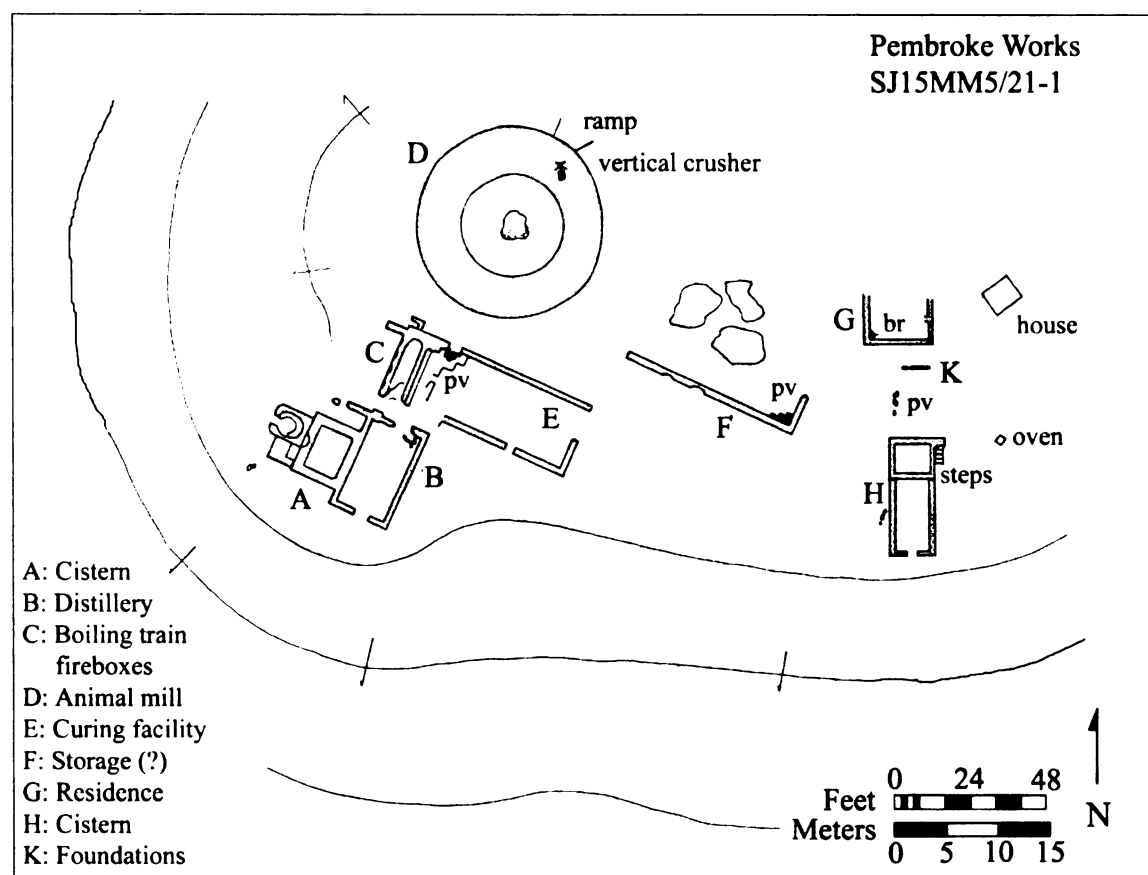 Pembroke Works
SJ15MM5/21-1
ramp
D
vertical crusher
G
br
house
C
pv
K
pv
E
F
pv
oven
B
A
H
steps
A: Cistern
B: Distillery
C: Boiling train
fireboxes
D: Animal mill
E: Curing facility
F: Storage (?)
G: Residence
H: Cistern
K: Foundations
0 24 48
Feet
Meters
0 5 10 15
N